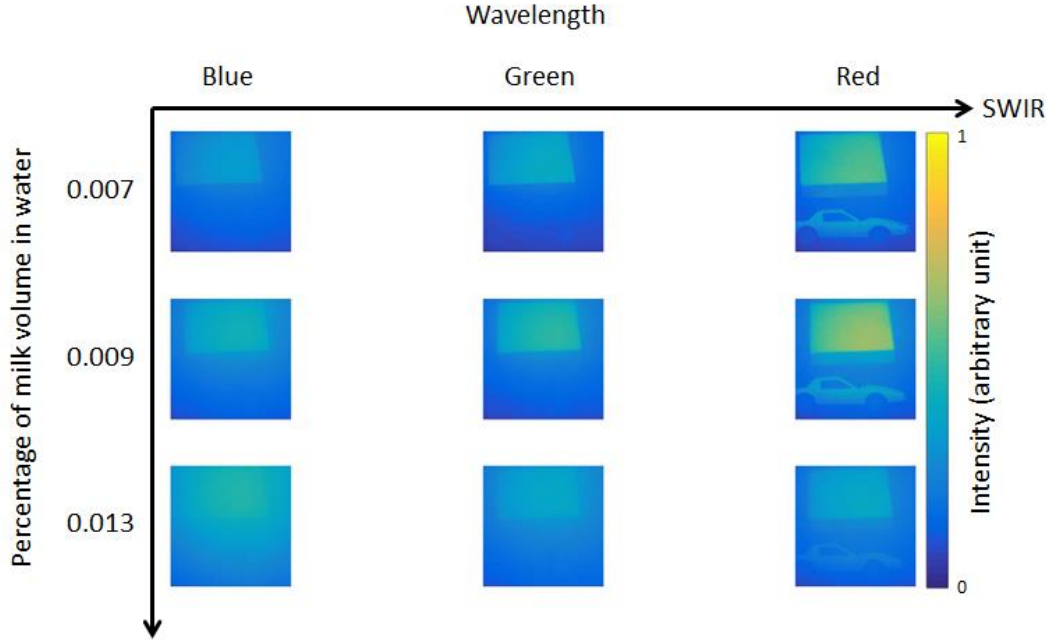 Wavelength
Blue Green Red
SWIR
1
0.007
0.009
0.013
0
Percentage of milk volume in water
Intensity (arbitrary unit)